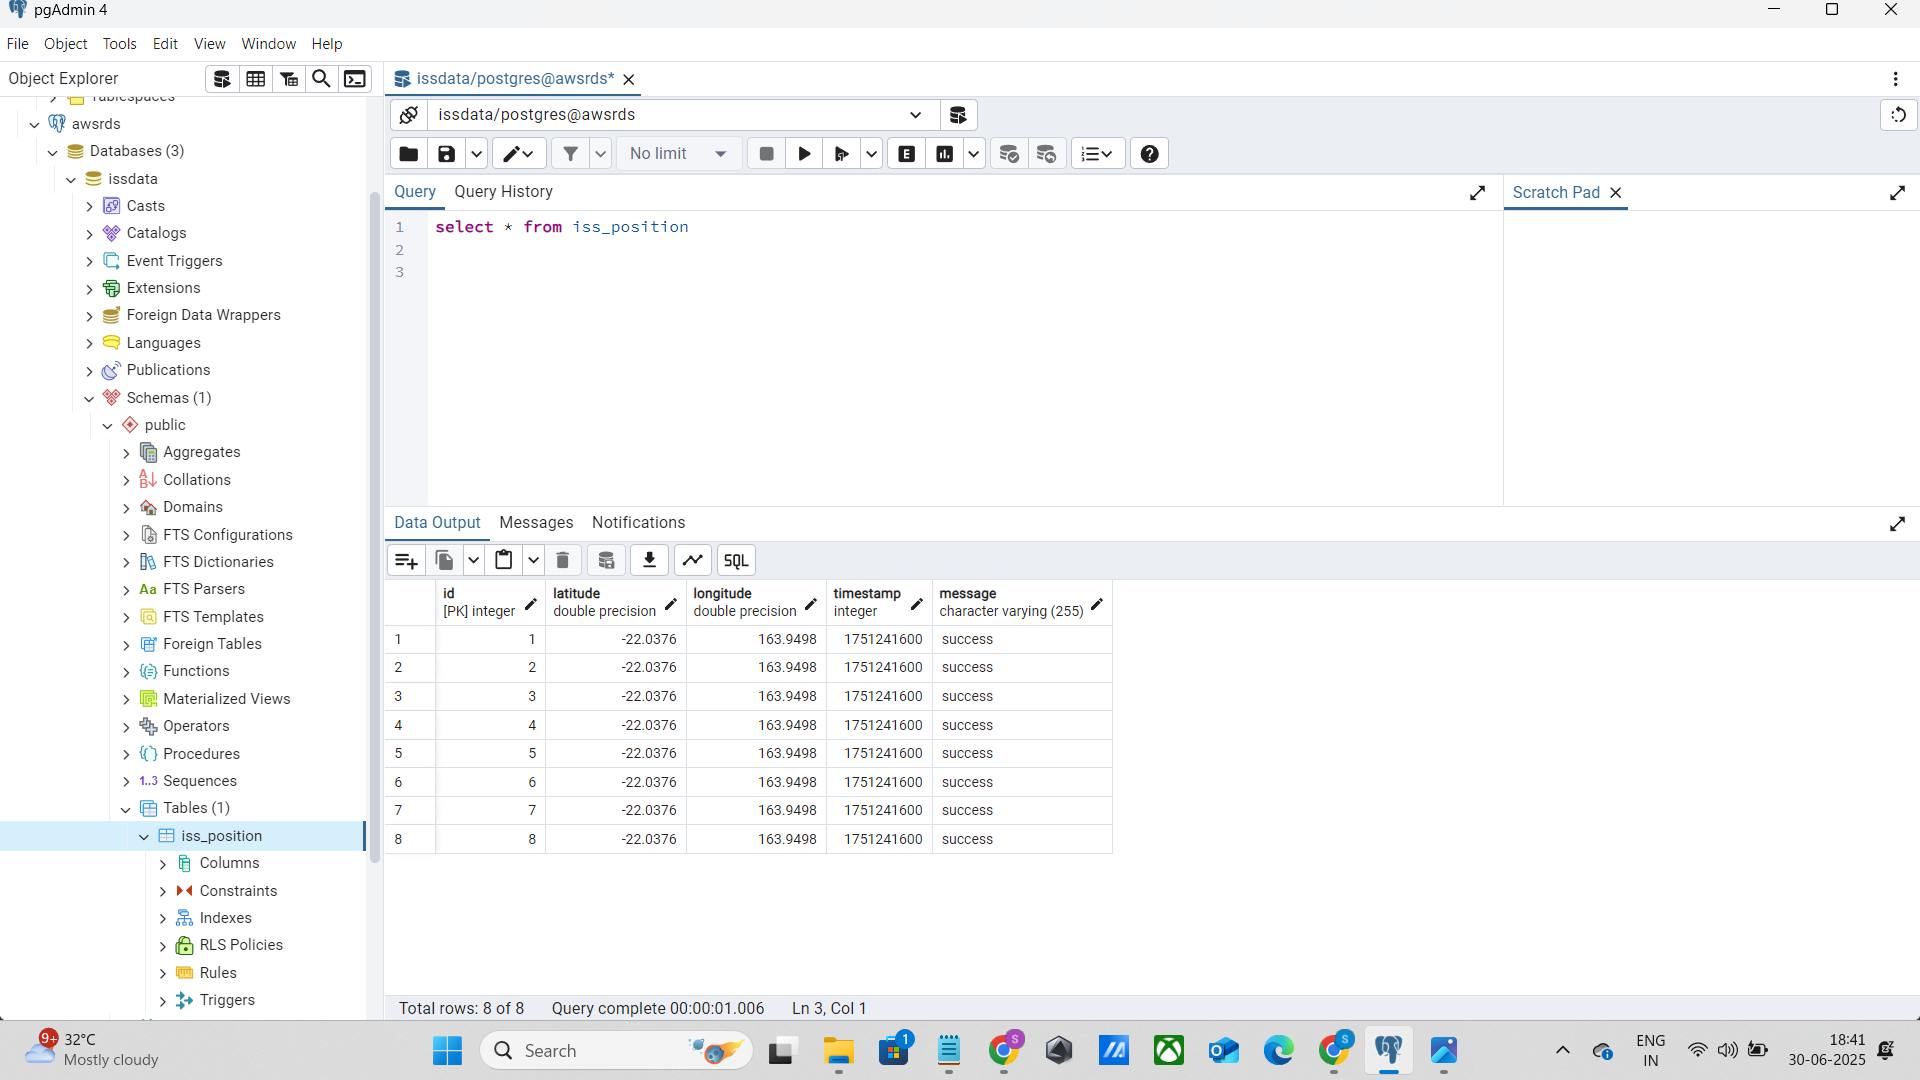 pgAdmin 4
File Object Tools Edit View Window Help
Object Explorer
issdata/postgres@awsrds*
issdata/postgres@awsrds
No limit
E
Query Query History
Scratch Pad
1 select * from iss_position
2
3
Tablespaces
awsrds
Databases (3)
issdata
Casts
Catalogs
Event Triggers
Extensions
Foreign Data Wrappers
Languages
Publications
Schemas (1)
public
Aggregates
Collations
Domains
FTS Configurations
FTS Dictionaries
Aa FTS Parsers
FTS Templates
Foreign Tables
Functions
Materialized Views
Operators
Procedures
1..3 Sequences
Tables (1)
iss_position
Columns
Constraints
Indexes
RLS Policies
Rules
Triggers
Data Output Messages Notifications
SQL
id latitude longitude timestamp message
[PK] integer double precision double precision integer character varying (255)
1 1 -22.0376 163.9498 1751241600 success
2 2 -22.0376 163.9498 1751241600 success
3 3 -22.0376 163.9498 1751241600 success
4 4 -22.0376 163.9498 1751241600 success
5 5 -22.0376 163.9498 1751241600 success
6 6 -22.0376 163.9498 1751241600 success
7 7 -22.0376 163.9498 1751241600 success
8 8 -22.0376 163.9498 1751241600 success
Total rows: 8 of 8 Query complete 00:00:01.006 Ln 3, Col 1
9+ 32°C
Mostly cloudy
Search
1
S
S
ENG
IN
18:41
30-06-2025